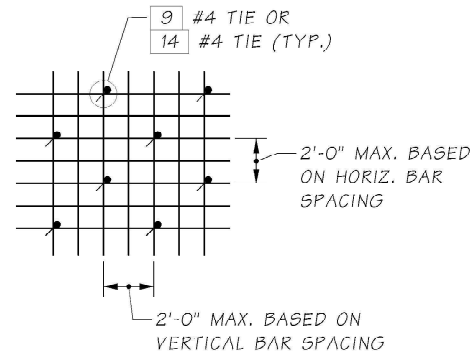 9 #4 TIE OR
14 #4 TIE (TYP.)
2'-0" MAX. BASED
ON HORIZ. BAR
SPACING
2'-0" MAX. BASED ON
VERTICAL BAR SPACING